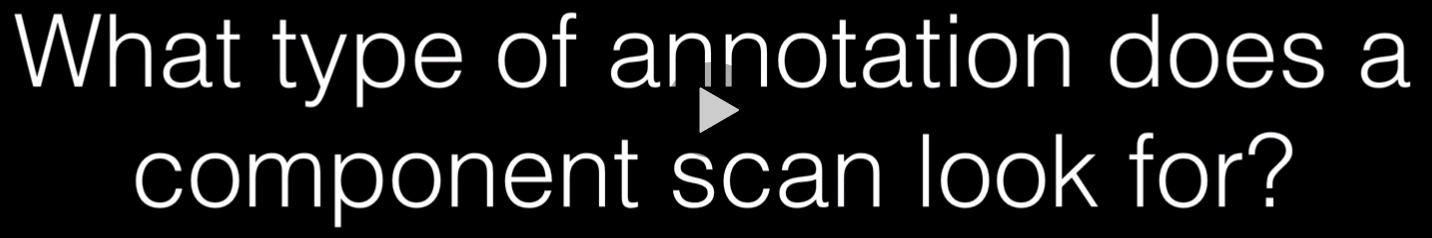 What type of annotation does a
component scan look for?